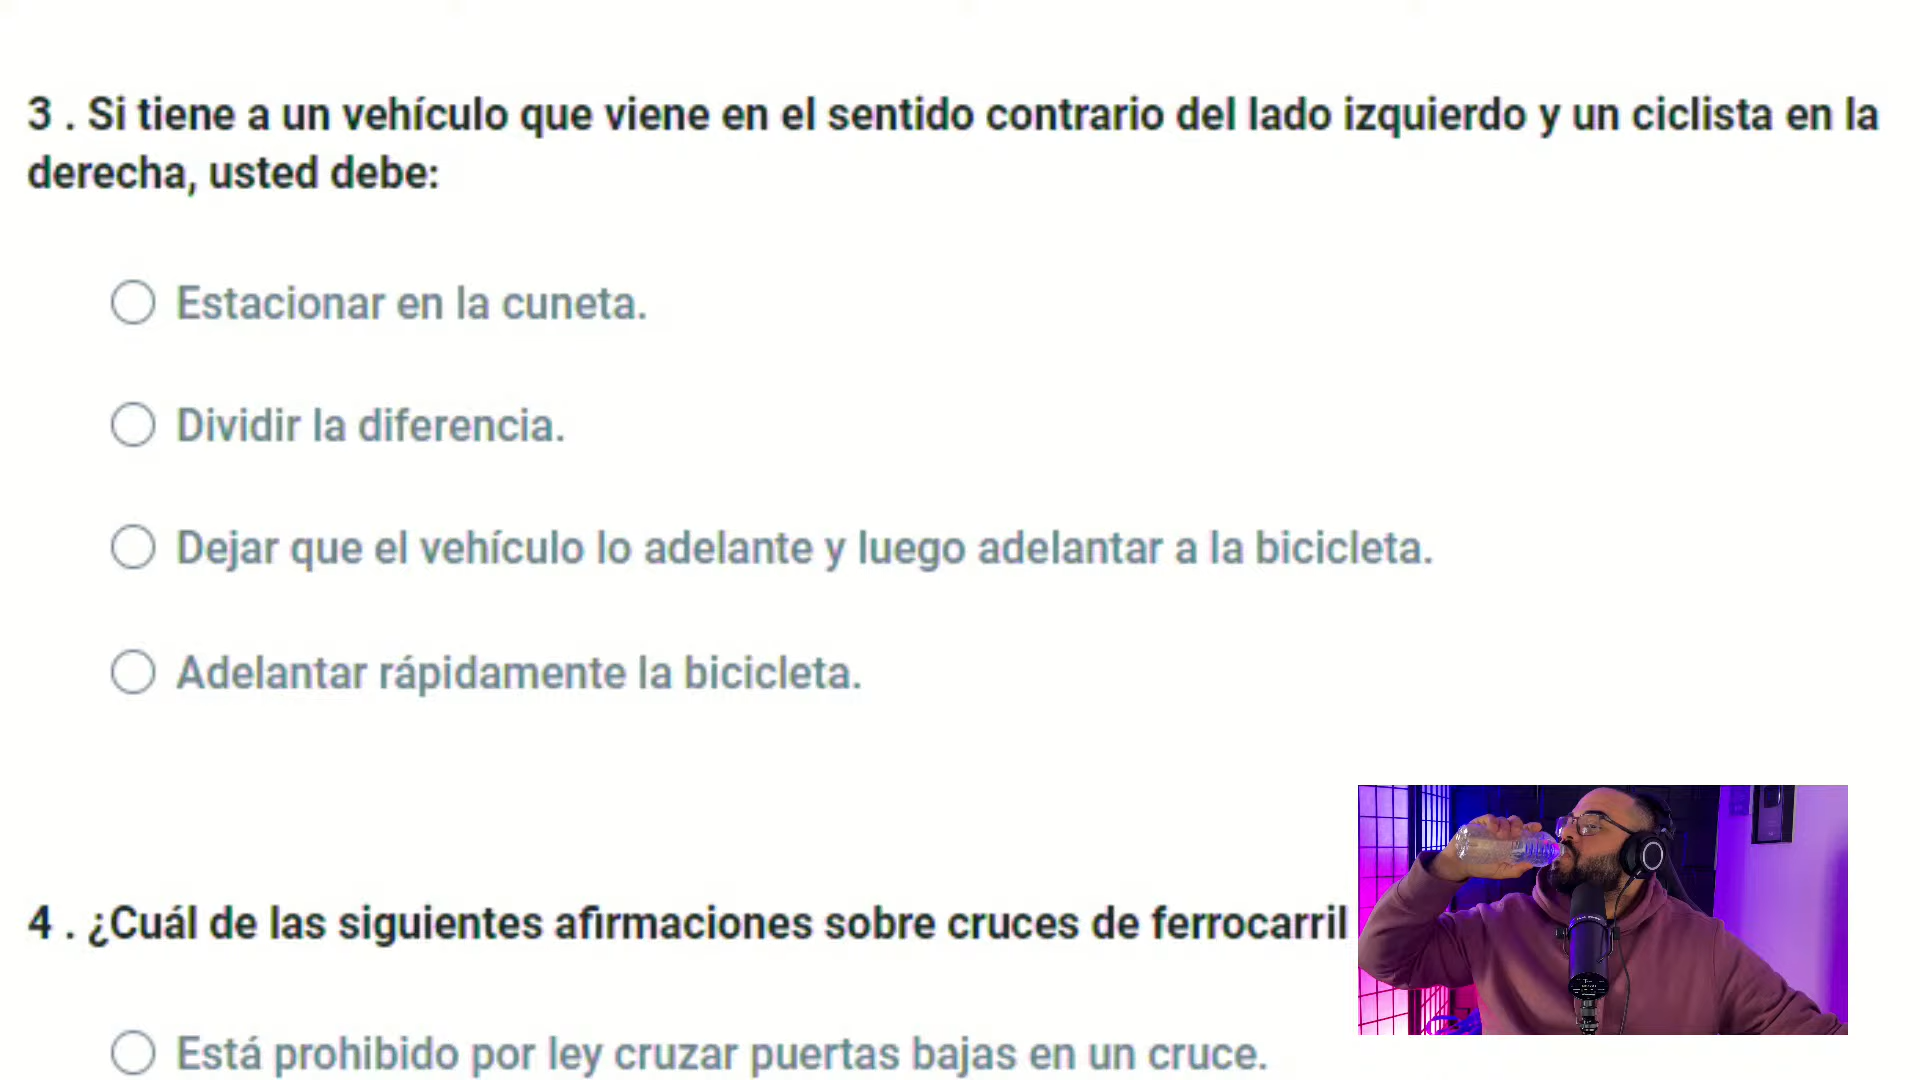 3 . Si tiene a un vehículo que viene en el sentido contrario del lado izquierdo y un ciclista en la
derecha, usted debe:
Estacionar en la cuneta.
Dividir la diferencia.
Dejar que el vehículo lo adelante y luego adelantar a la bicicleta.
Adelantar rápidamente la bicicleta.
4 . ¿Cuál de las siguientes afirmaciones sobre cruces de ferrocarril
Está prohibido por ley cruzar puertas bajas en un cruce.